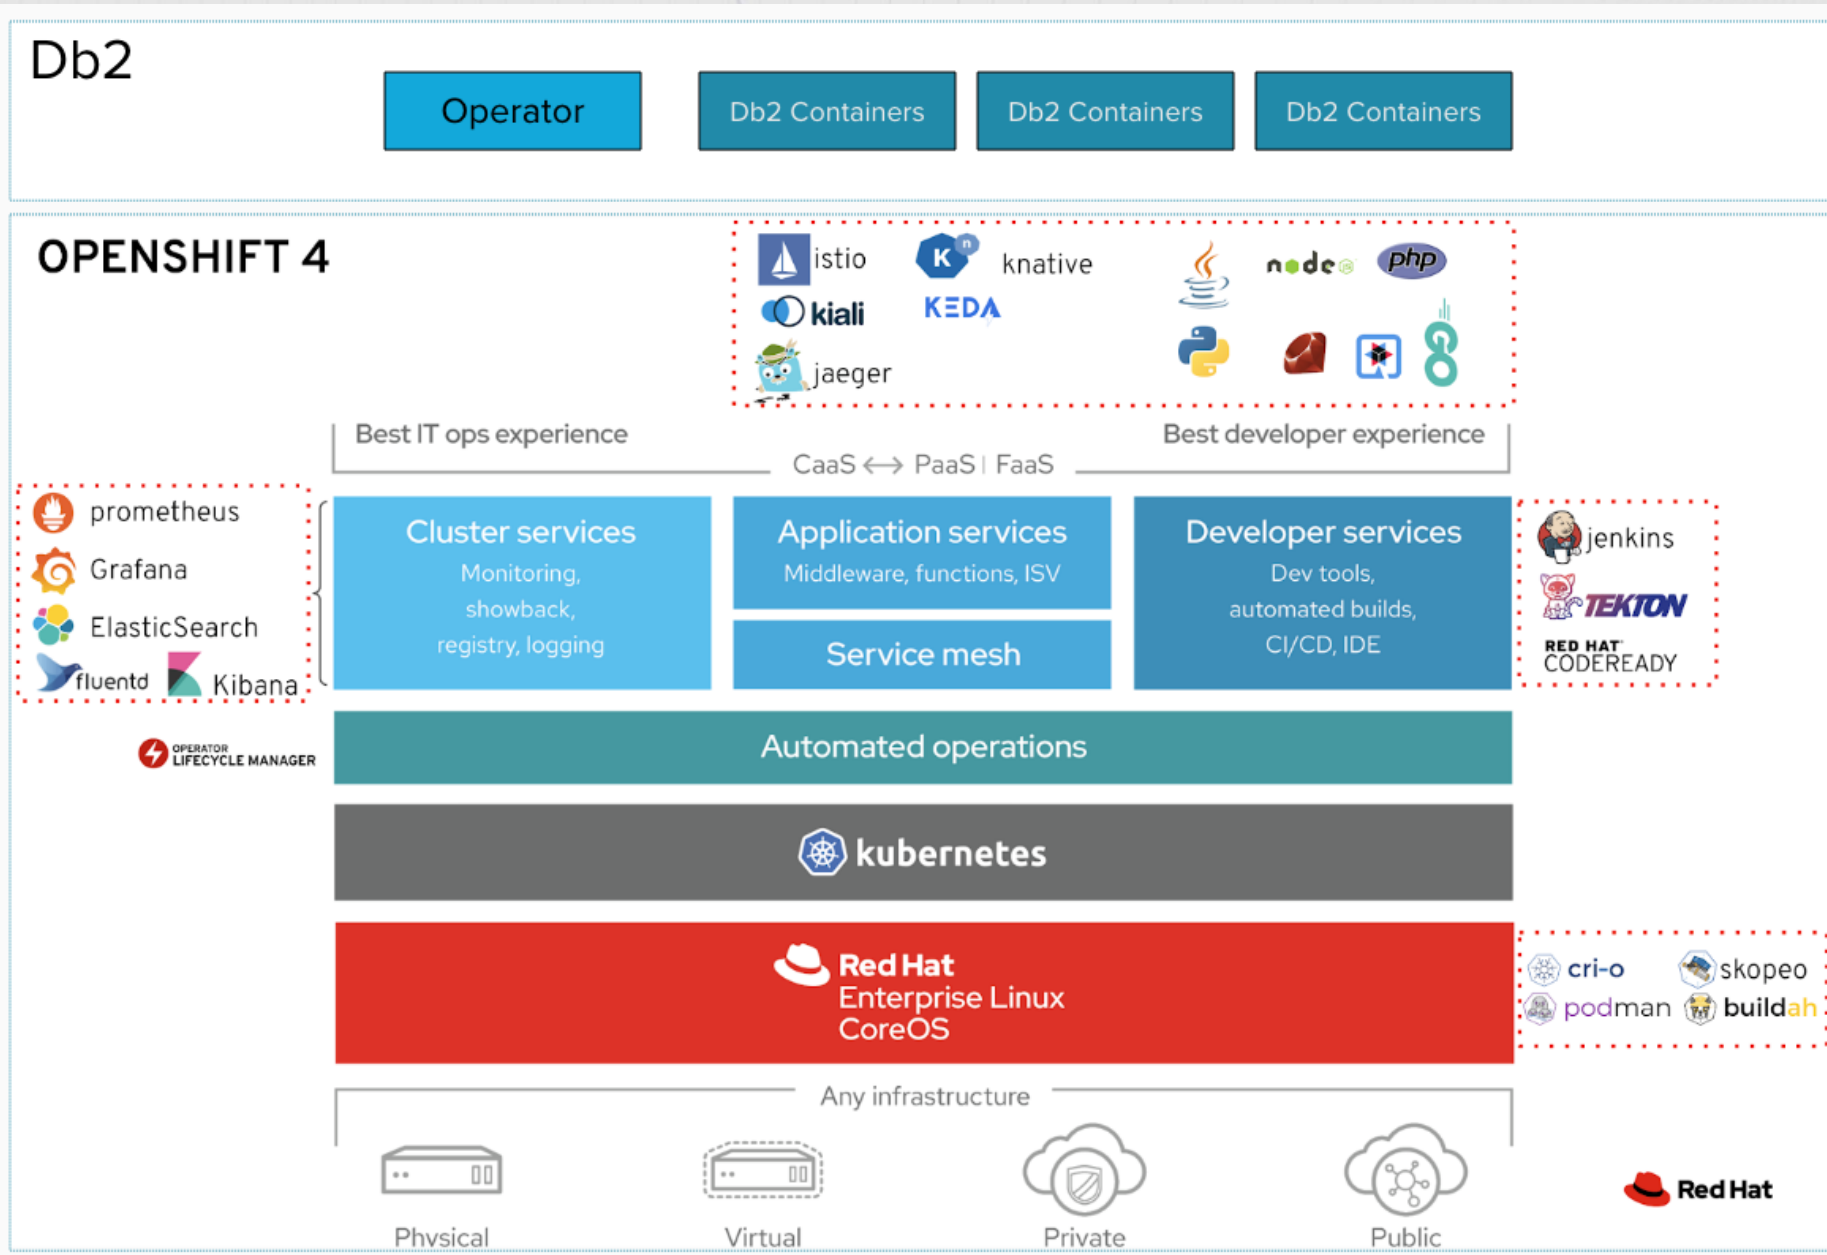 Db2
Operator
Db2 Containers
Db2 Containers
Db2 Containers
OPENSHIFT 4
istio
K n
knative
node JS
php
kiali
KEDA
GO
jaeger
Best IT ops experience
Best developer experience
CaaS ↔ PaaS | FaaS
prometheus
Grafana
ElasticSearch
fluentd
Kibana
Cluster services
Monitoring,
showback,
registry, logging
Application services
Middleware, functions, ISV
Service mesh
Developer services
Dev tools,
automated builds,
CI/CD, IDE
jenkins
TEKTON
RED HAT
CODEREADY
OPERATOR
LIFECYCLE MANAGER
Automated operations
kubernetes
Red Hat
Enterprise Linux
CoreOS
cri-o
skopeo
podman
buildah
Any infrastructure
Physical
Virtual
Private
Public
Red Hat